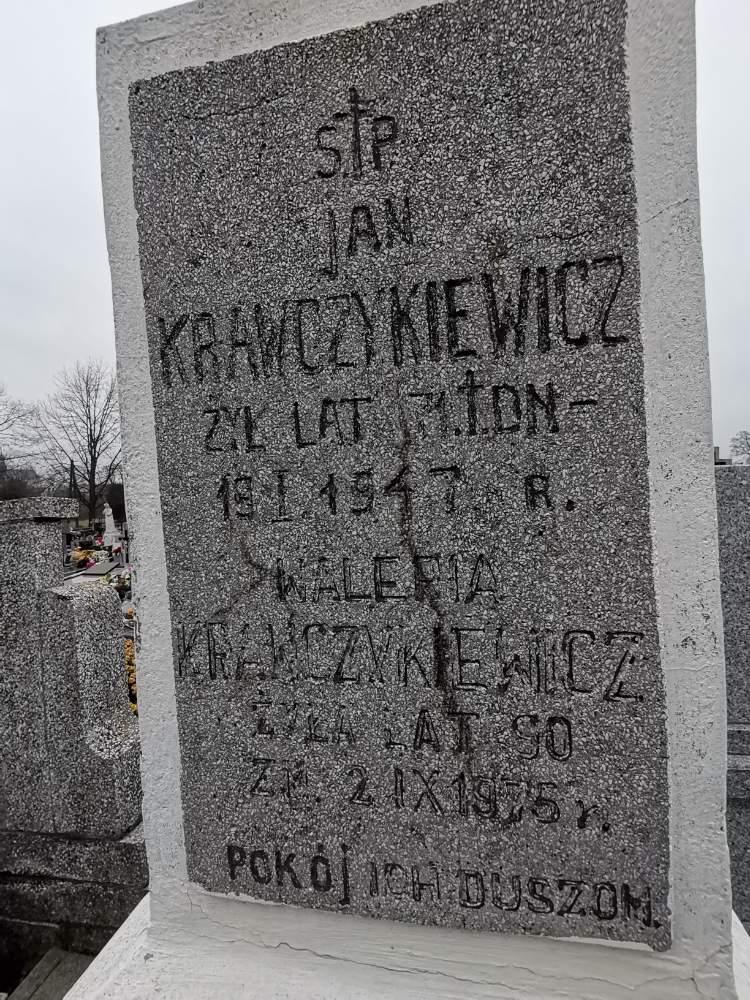 S.†P.
JAN
KRAWCZYKIEWICZ
ŻYŁ LAT 71.†.DN-
19.I.1947.R.
WALERIA
KRAWCZYKIEWICZ
ŻYŁA LAT 90
ZM. 2 IX 1975 r.
POKÓJ ICH DUSZOM.